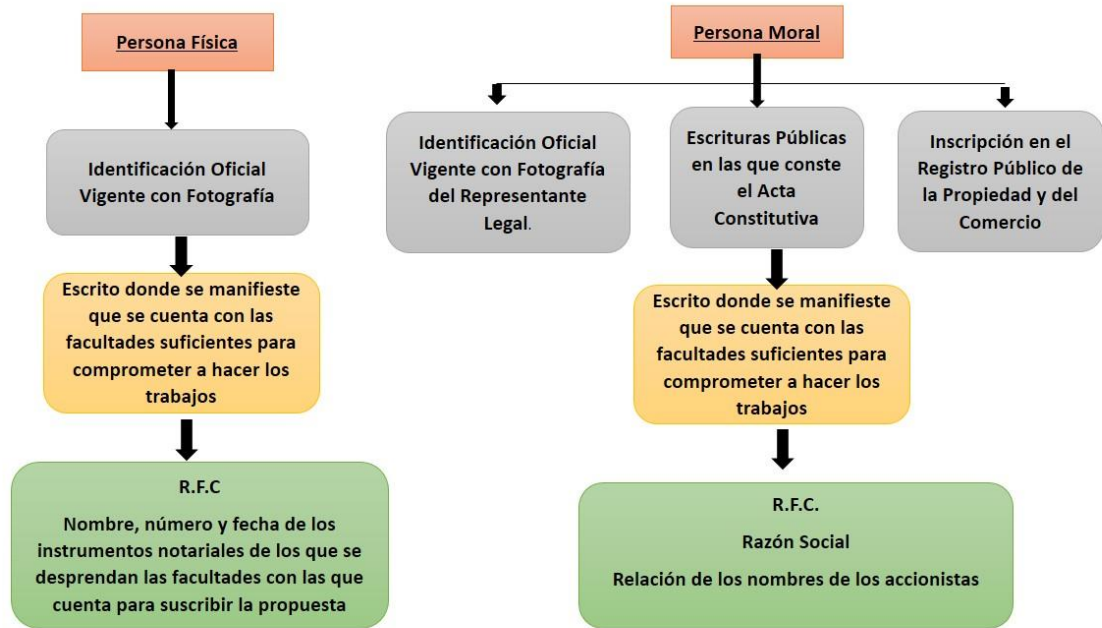 Persona Física
Identificación Oficial
Vigente con Fotografía
Escrito donde se manifieste
que se cuenta con las
facultades suficientes para
comprometer a hacer los
trabajos
R.F.C
Nombre, número y fecha de los
instrumentos notariales de los que se
desprendan las facultades con las que
cuenta para suscribir la propuesta
Persona Moral
Identificación Oficial
Vigente con Fotografía
del Representante
Legal.
Escrituras Públicas
en las que conste
el Acta
Constitutiva
Inscripción en el
Registro Público de
la Propiedad y del
Comercio
Escrito donde se manifieste
que se cuenta con las
facultades suficientes para
comprometer a hacer los
trabajos
R.F.C.
Razón Social
Relación de los nombres de los accionistas